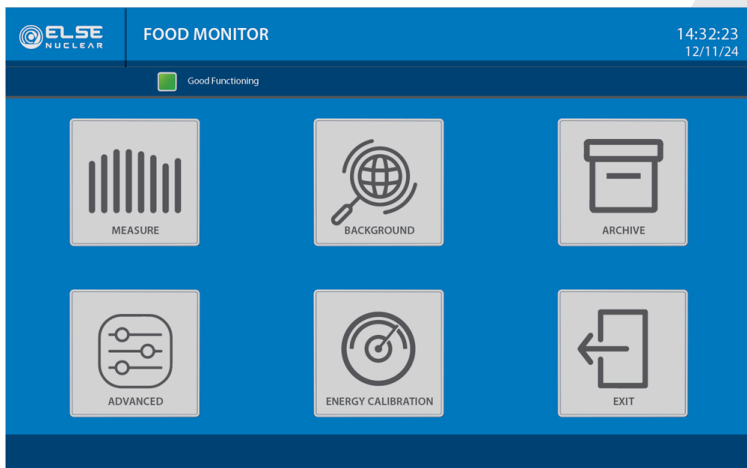 ELSE
NUCLEAR
FOOD MONITOR
14:32:23
12/11/24
Good Functioning
MEASURE
BACKGROUND
ARCHIVE
ADVANCED
ENERGY CALIBRATION
EXIT